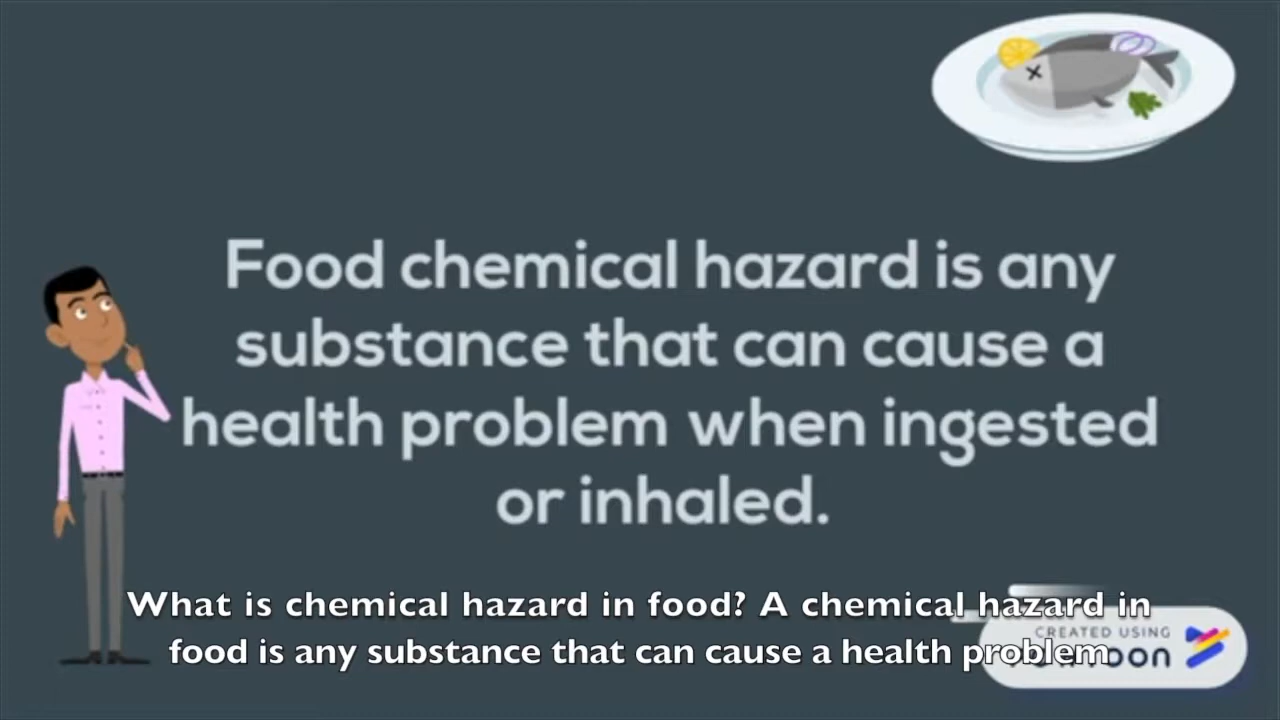 Food chemical hazard is any
substance that can cause a
health problem when ingested
or inhaled.
What is chemical hazard in food? A chemical hazard in
food is any substance that can cause a health problem
CREATED USING